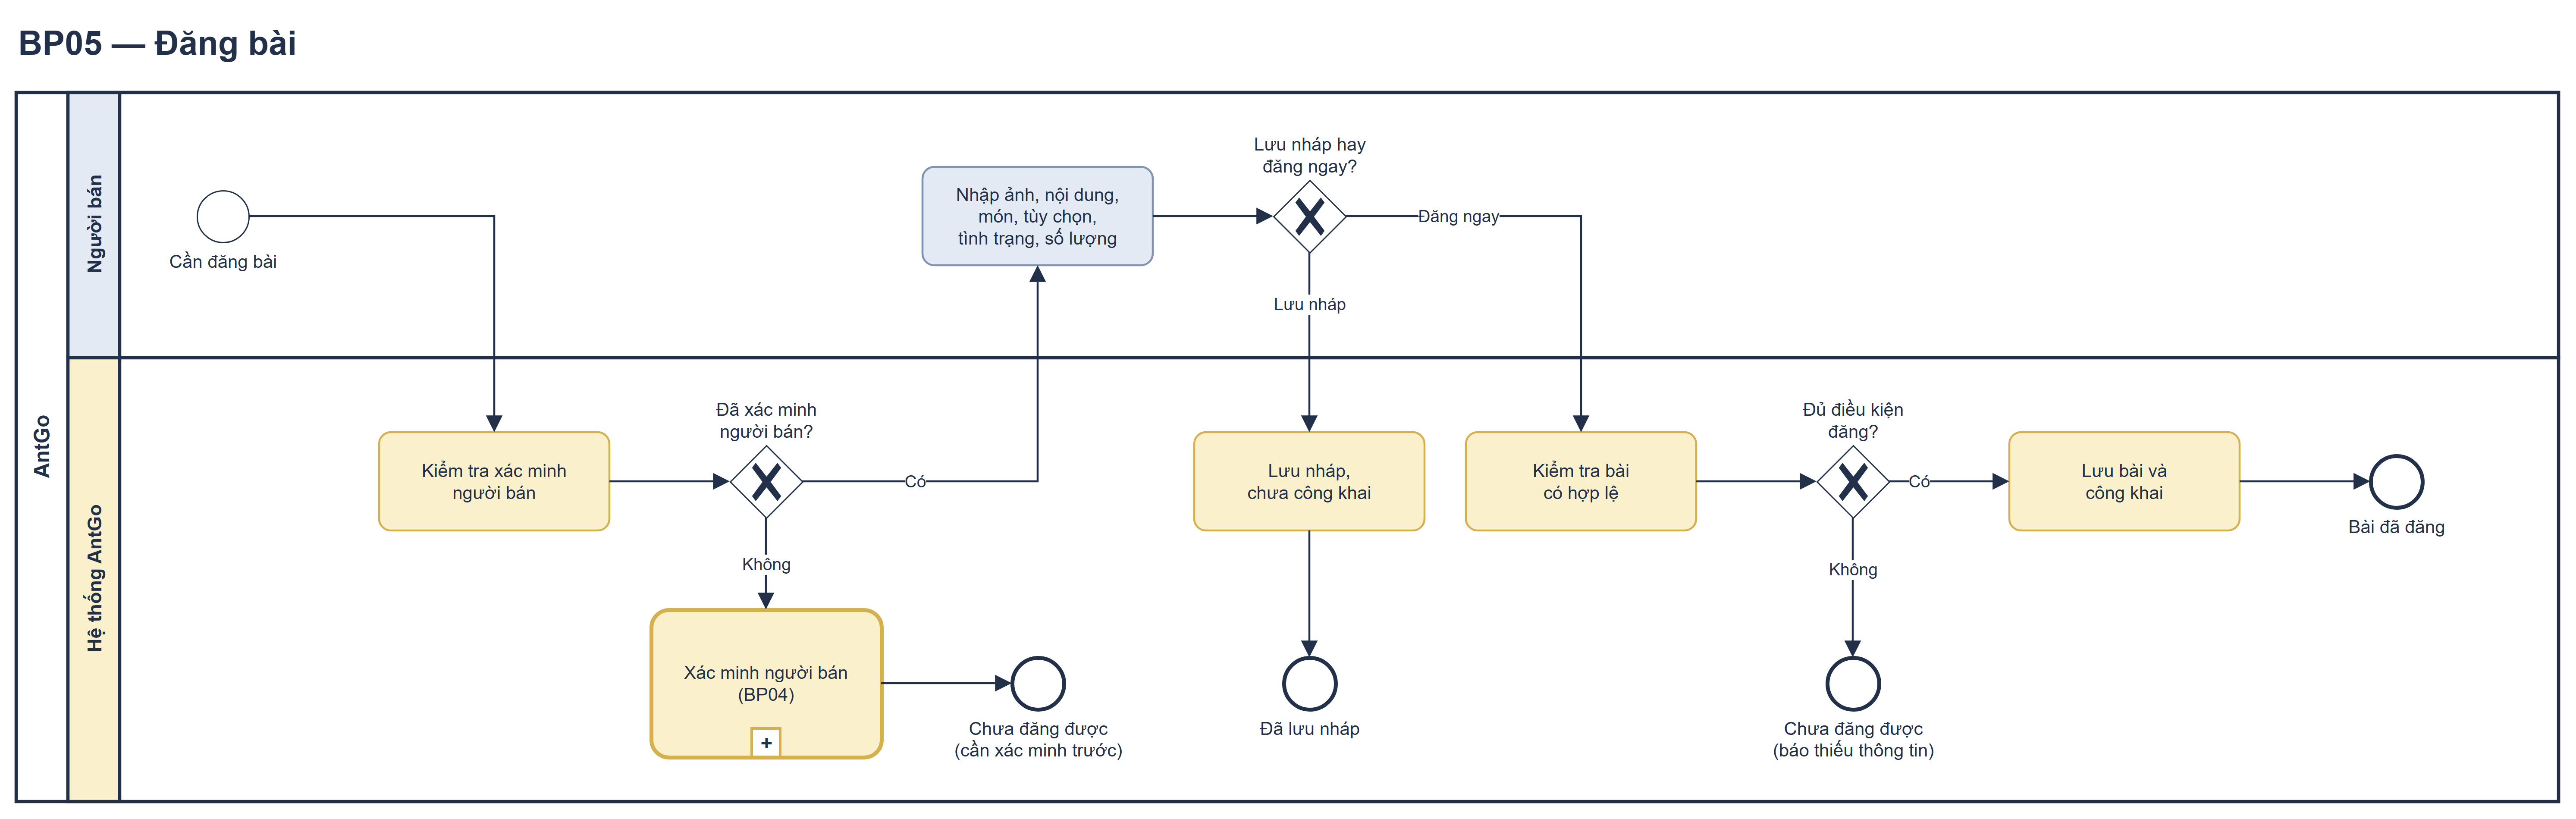 BP05 — Đăng bài
AntGo
Người bán
Cần đăng bài
Nhập ảnh, nội dung,
món, tùy chọn,
tình trạng, số lượng
Lưu nháp hay
đăng ngay?
Đăng ngay
Lưu nháp
Hệ thống AntGo
Kiểm tra xác minh
người bán
Đã xác minh
người bán?
Có
Không
Xác minh người bán
(BP04)
+
Chưa đăng được
(cần xác minh trước)
Lưu nháp,
chưa công khai
Đã lưu nháp
Kiểm tra bài
có hợp lệ
Đủ điều kiện
đăng?
Có
Không
Chưa đăng được
(báo thiếu thông tin)
Lưu bài và
công khai
Bài đã đăng